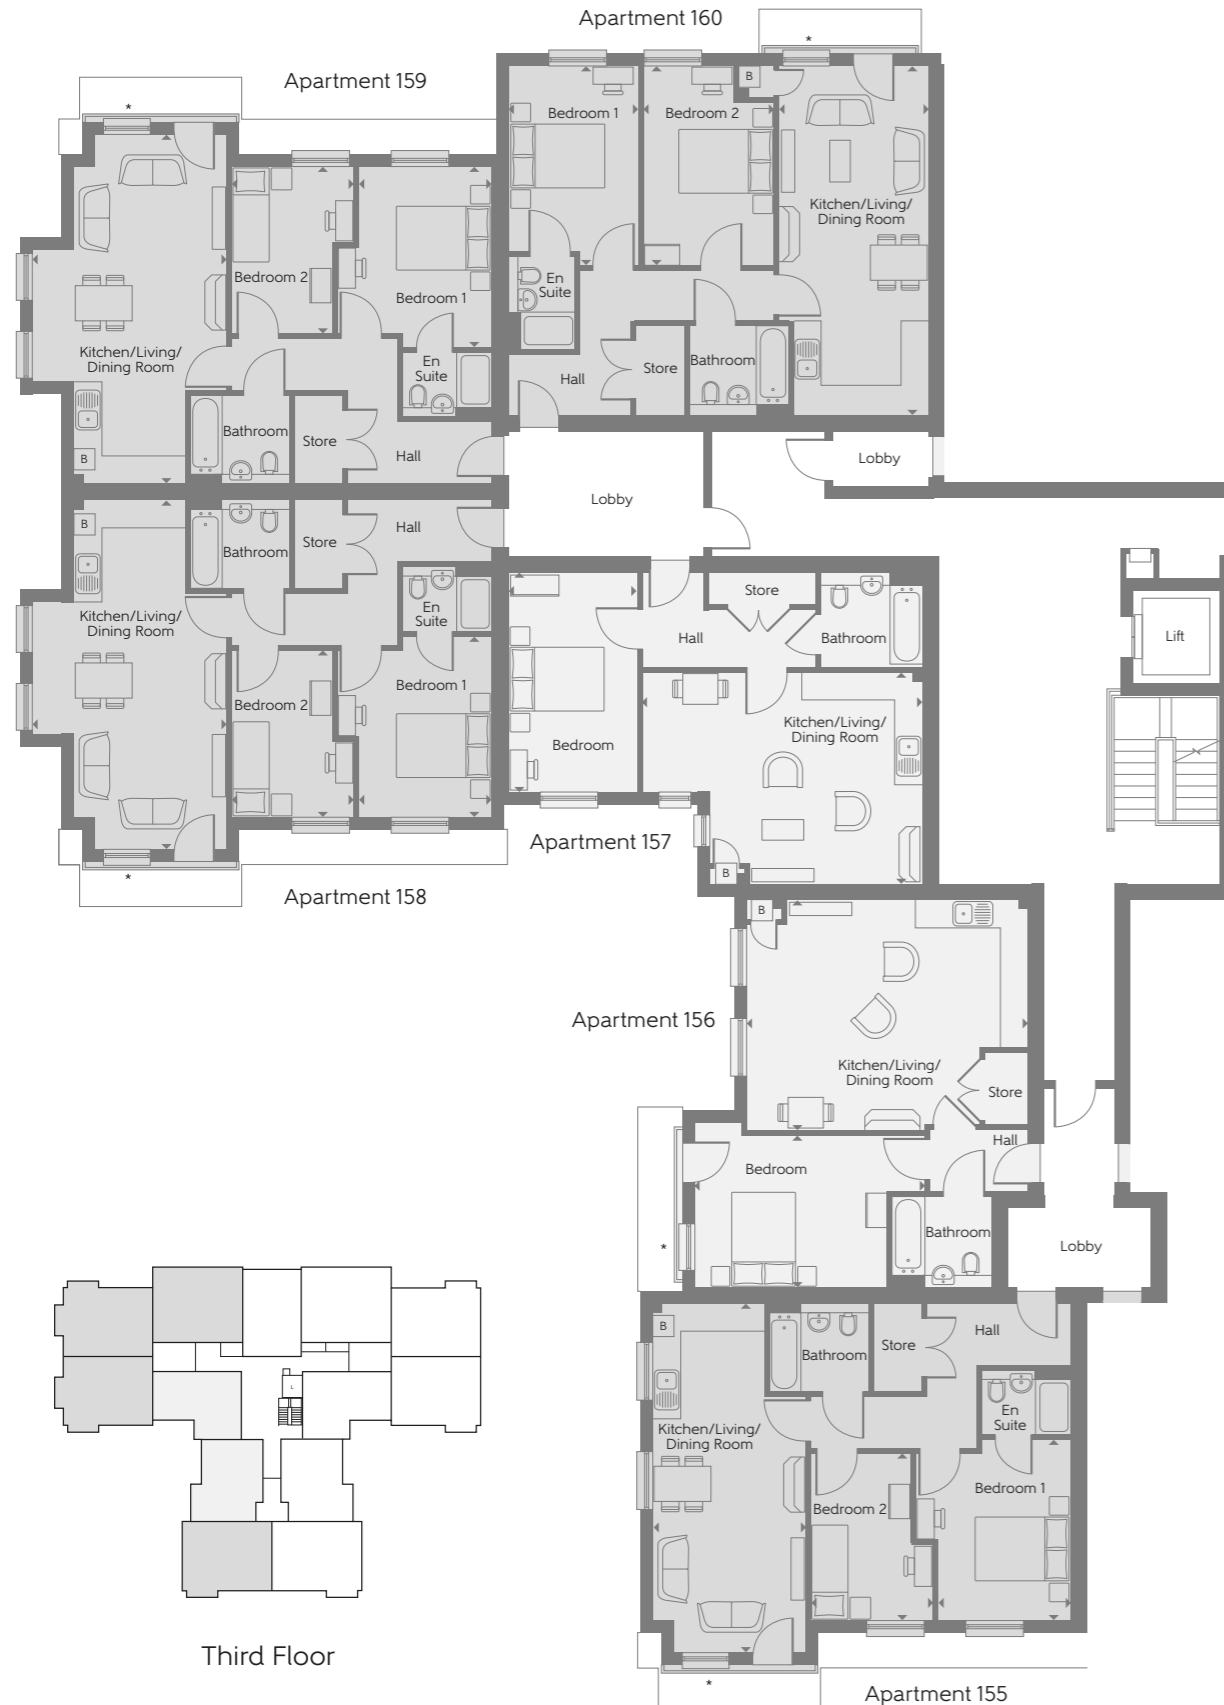 Apartment 160
*
Apartment 159
*
B
Bedroom 1
Bedroom 2
Kitchen/Living/
Dining Room
En
Suite
Hall
Store
Bathroom
Bedroom 2
Bedroom 1
Kitchen/Living/
Dining Room
En
Suite
Bathroom
Store
Hall
B
Lobby
Lobby
B
Bathroom
Store
Hall
Kitchen/Living/
Dining Room
En
Suite
Bedroom 2
Bedroom 1
*
Apartment 158
Store
Hall
Bathroom
Bedroom
Kitchen/Living/
Dining Room
B
Apartment 157
Lift
B
Apartment 156
Kitchen/Living/
Dining Room
Store
Hall
Bedroom
Bathroom
*
Lobby
B
Bathroom
Store
Hall
En
Suite
Kitchen/Living/
Dining Room
Bedroom 2
Bedroom 1
*
Apartment 155
L
Third Floor